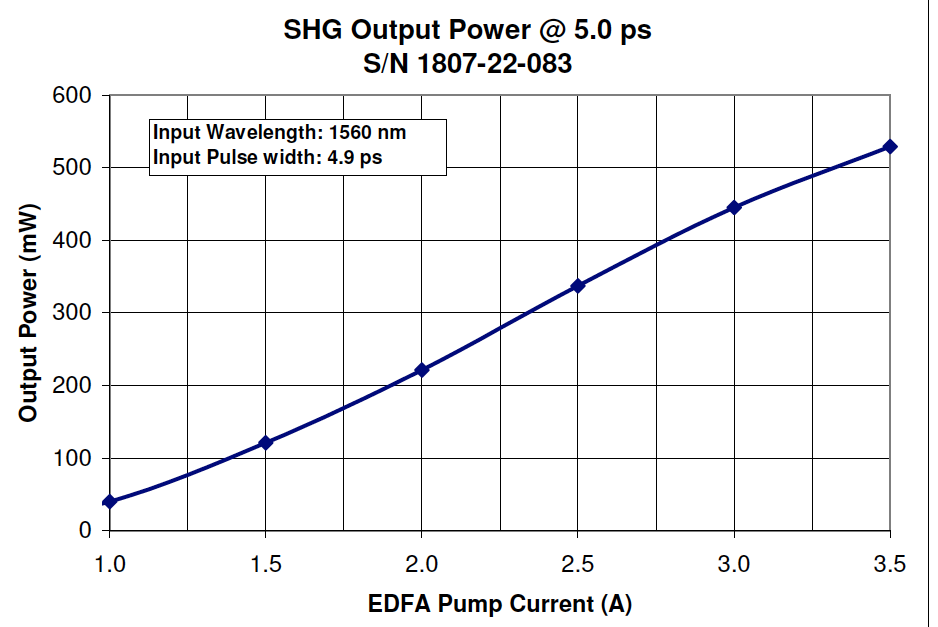 SHG Output Power @ 5.0 ps
S/N 1807-22-083
600
Input Wavelength: 1560 nm
Input Pulse width: 4.9 ps
500
400
300
200
100
0
Output Power (mW)
1.0 1.5 2.0 2.5 3.0 3.5
EDFA Pump Current (A)